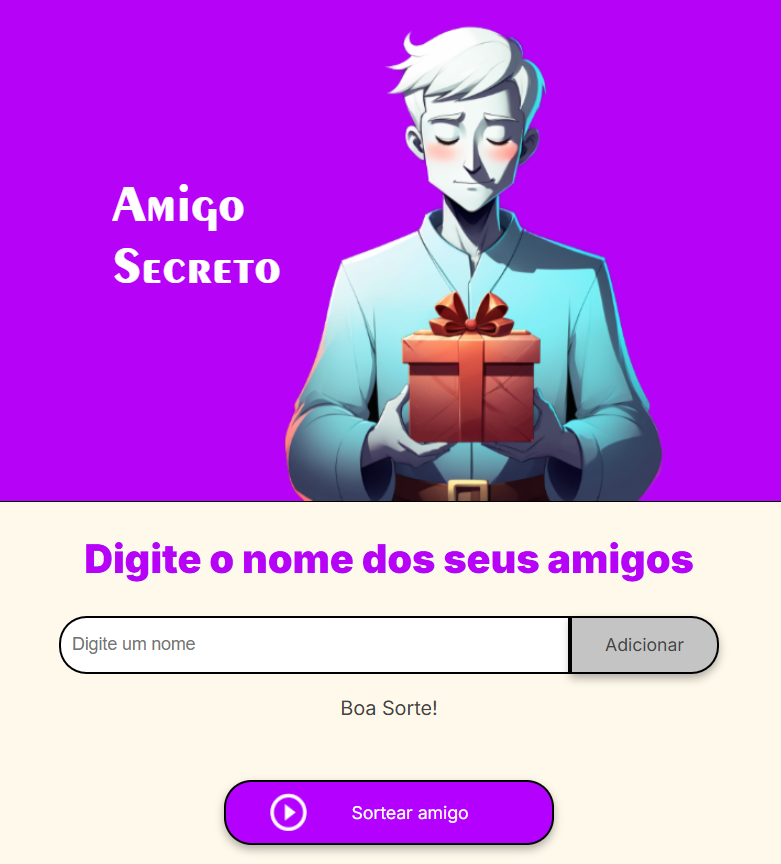 Amigo
Secreto
Digite o nome dos seus amigos
Digite um nome
Adicionar
Boa Sorte!
Sortear amigo